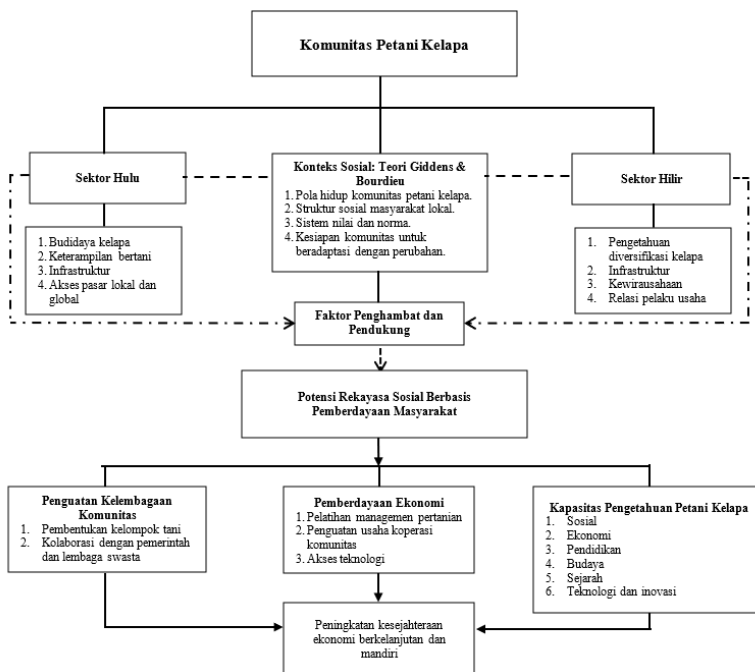 Komunitas Petani Kelapa
Sektor Hulu
Konteks Sosial: Teori Giddens &
Bourdieu
1. Pola hidup komunitas petani kelapa.
2. Struktur sosial masyarakat lokal.
3. Sistem nilai dan norma.
4. Kesiapan komunitas untuk
beradaptasi dengan perubahan.
Sektor Hilir
1. Budidaya kelapa
2. Keterampilan bertani
3. Infrastruktur
4. Akses pasar lokal dan
global
1. Pengetahuan
diversifikasi kelapa
2. Infrastruktur
3. Kewirausahaan
4. Relasi pelaku usaha
Faktor Penghambat dan
Pendukung
Potensi Rekayasa Sosial Berbasis
Pemberdayaan Masyarakat
Penguatan Kelembagaan
Komunitas
1. Pembentukan kelompok tani
2. Kolaborasi dengan pemerintah
dan lembaga swasta
Pemberdayaan Ekonomi
1. Pelatihan managemen pertanian
2. Penguatan usaha koperasi
komunitas
3. Akses teknologi
Kapasitas Pengetahuan Petani Kelapa
1. Sosial
2. Ekonomi
3. Pendidikan
4. Budaya
5. Sejarah
6. Teknologi dan inovasi
Peningkatan kesejahteraan
ekonomi berkelanjutan dan
mandiri